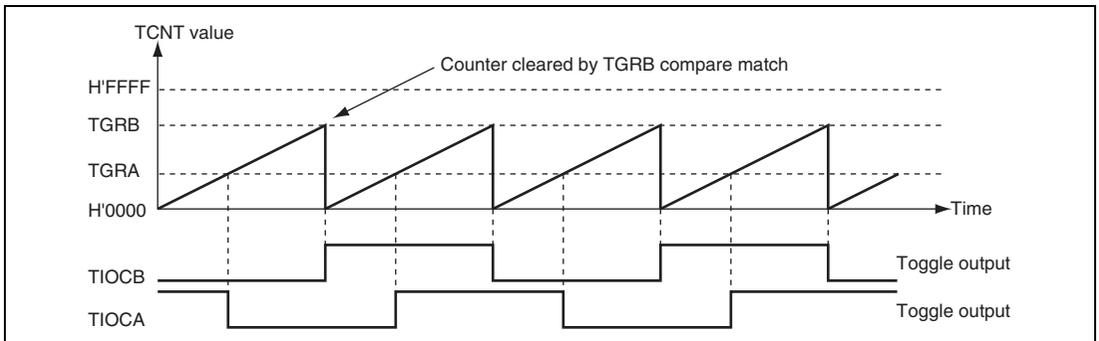 TCNT value
Counter cleared by TGRB compare match
H'FFFF
TGRB
TGRA
H'0000
Time
TIOCB
Toggle output
TIOCA
Toggle output